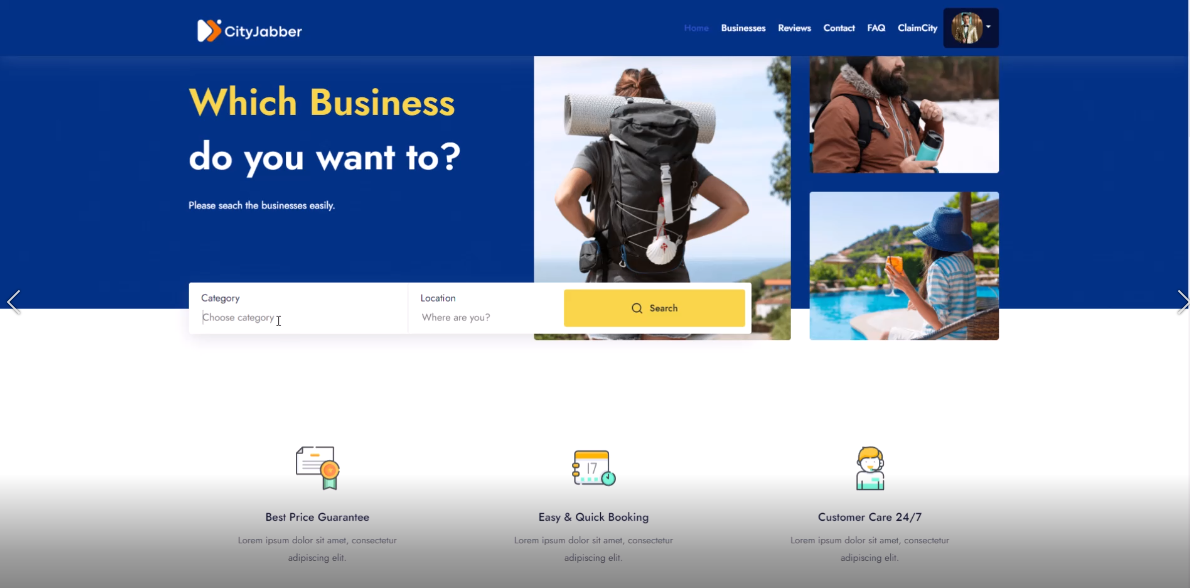 CityJabber
Home Businesses Reviews Contact FAQ ClaimCity
Which Business
do you want to?
Please seach the businesses easily.
Category
Choose category
Location
Where are you?
Search
17
Best Price Guarantee
Lorem ipsum dolor sit amet, consectetur
adipiscing elit.
Easy & Quick Booking
Lorem ipsum dolor sit amet, consectetur
adipiscing elit.
Customer Care 24/7
Lorem ipsum dolor sit amet, consectetur
adipiscing elit.